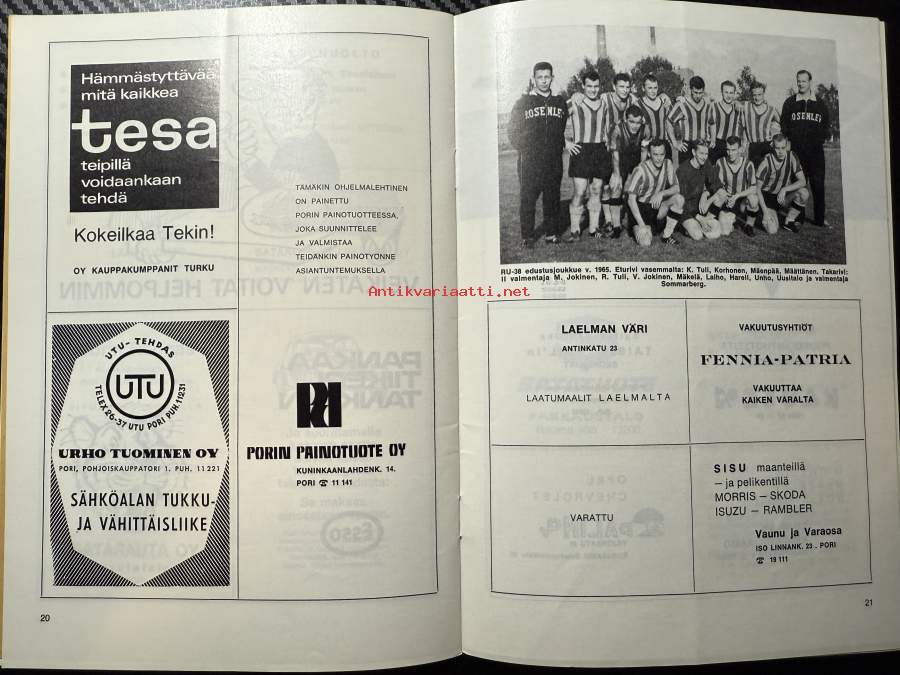 Hämmästyttävää
mitä kaikkea
tesa
teipillä
voidaankaan
tehdä
Kokeilkaa Tekin!
OY KAUPPAKUMPPANIT TURKU
TÄMÄKIN OHJELMALEHTINEN
ON PAINETTU
PORIN PAINOTUOTTEESSA,
JOKA SUUNNITTELEE
JA VALMISTAA
TEIDÄNKIN PAINOTYÖNNE
ASIANTUNTEMUKSELLA
UTU-TEHDAS
UTU
TELEX 26-37 UTU PORI PUH. 11231
URHO TUOMINEN OY
PORI, POHJOISKAUPPATORI 1. PUH. 11 221
SÄHKÖALAN TUKKU-
JA VÄHITTÄISLIIKE
PORIN PAINOTUOTE OY
KUNINKAANLAHDENK. 14.
PORI ☎ 11 141
20
ROSENLEW
ROSENLEW
RU-38 edustusjoukkue v. 1965. Eturivi vasemmalta: K. Tuli, Korhonen, Mäenpää, Määttänen. Takarivi:
II valmentaja M. Jokinen, R. Tuli, V. Jokinen, Mäkelä, Laiho, Harell, Unho, Uusitalo ja valmentaja
Sommarberg.
Antikvariaatti.net
LAELMAN VÄRI
ANTINKATU 23
LAATUMAALIT LAELMALTA
VAKUUTUSYHTIÖT
FENNIA-PATRIA
VAKUUTTAA
KAIKEN VARALTA
VARATTU
SISU maanteillä
– ja pelikentillä
MORRIS – SKODA
ISUZU – RAMBLER
Vaunu ja Varaosa
ISO LINNANK. 23 . PORI
☎ 19 111
21